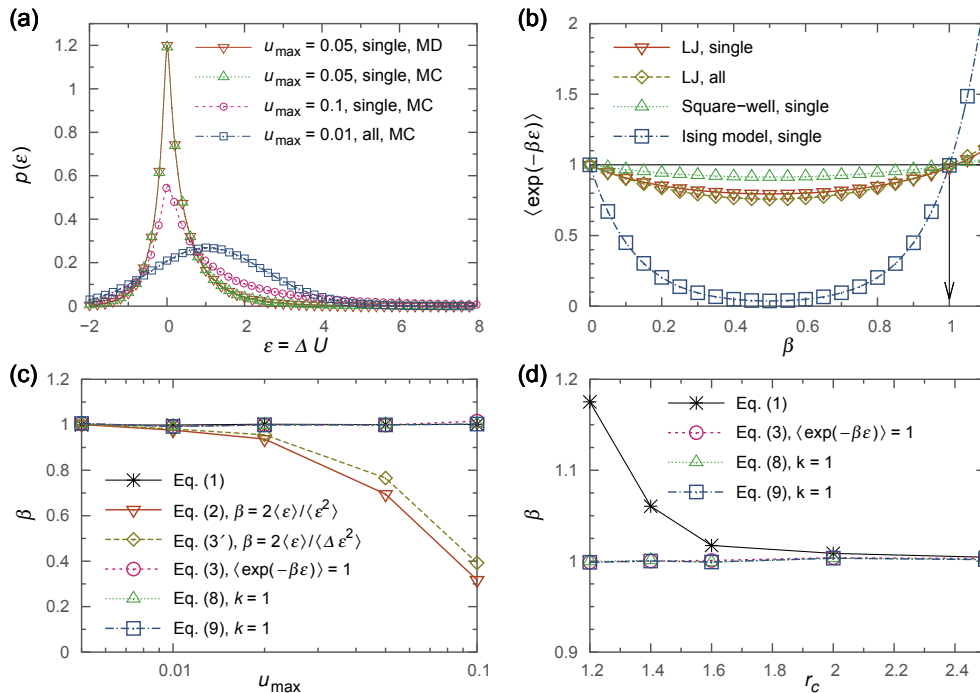 (a)
1.2
1
0.8
0.6
0.4
0.2
0
p(ε)
u_max = 0.05, single, MD
u_max = 0.05, single, MC
u_max = 0.1, single, MC
u_max = 0.01, all, MC
−2 0 2 4 6 8
ε = Δ U
(b)
2
1.5
1
0.5
0
⟨exp(−βε)⟩
LJ, single
LJ, all
Square−well, single
Ising model, single
0 0.2 0.4 0.6 0.8 1
β
(c)
1.2
1
0.8
0.6
0.4
0.2
0
β
Eq. (1)
Eq. (2), β = 2⟨ε⟩/⟨ε²⟩
Eq. (3´), β = 2⟨ε⟩/⟨Δ ε²⟩
Eq. (3), ⟨exp(−βε)⟩ = 1
Eq. (8), k = 1
Eq. (9), k = 1
0.01 0.1
u_max
(d)
1.2
1.1
1
0.9
β
Eq. (1)
Eq. (3), ⟨exp(−βε)⟩ = 1
Eq. (8), k = 1
Eq. (9), k = 1
1.2 1.4 1.6 1.8 2 2.2 2.4
r_c